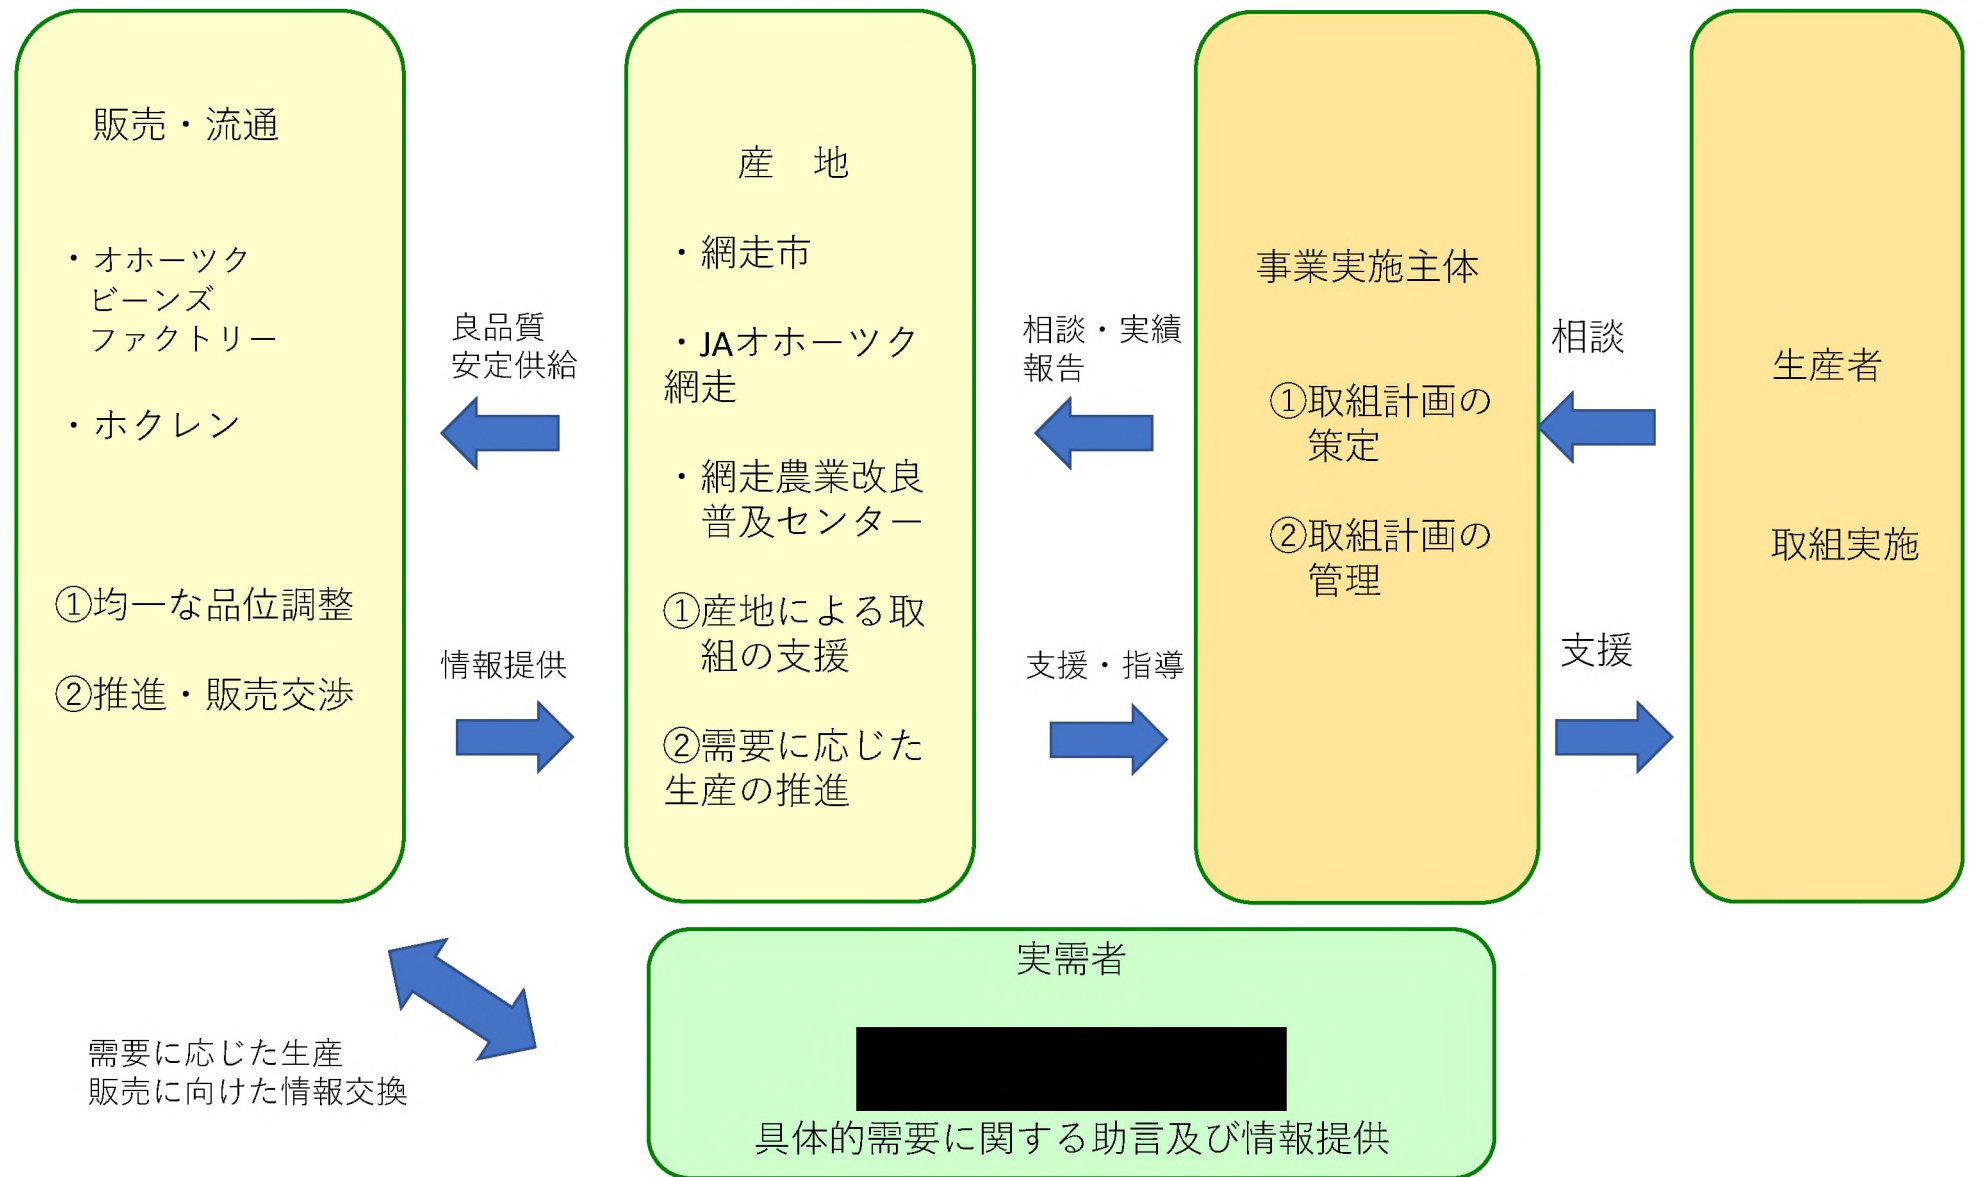 販売・流通
・オホーツク
ビーンズ
ファクトリー
・ホクレン
①均一な品位調整
②推進・販売交渉
良品質
安定供給
情報提供
産　地
・網走市
・JAオホーツク
網走
・網走農業改良
普及センター
①産地による取
組の支援
②需要に応じた
生産の推進
相談・実績
報告
支援・指導
事業実施主体
①取組計画の
策定
②取組計画の
管理
相談
支援
生産者
取組実施
需要に応じた生産
販売に向けた情報交換
実需者
具体的需要に関する助言及び情報提供